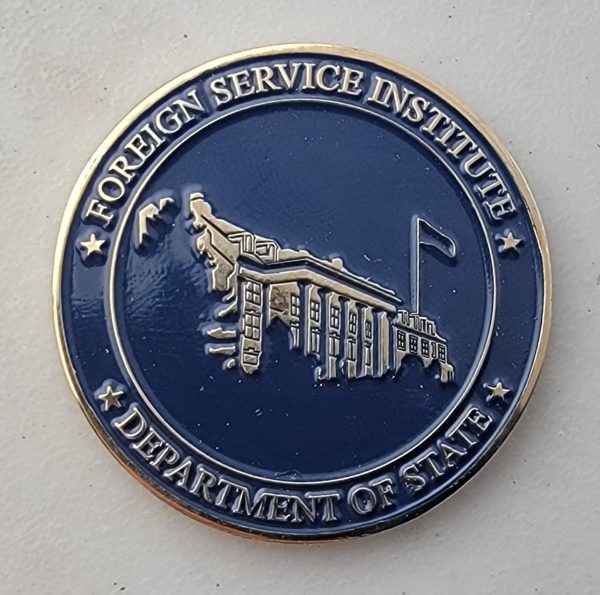 FOREIGN SERVICE INSTITUTE
DEPARTMENT OF STATE